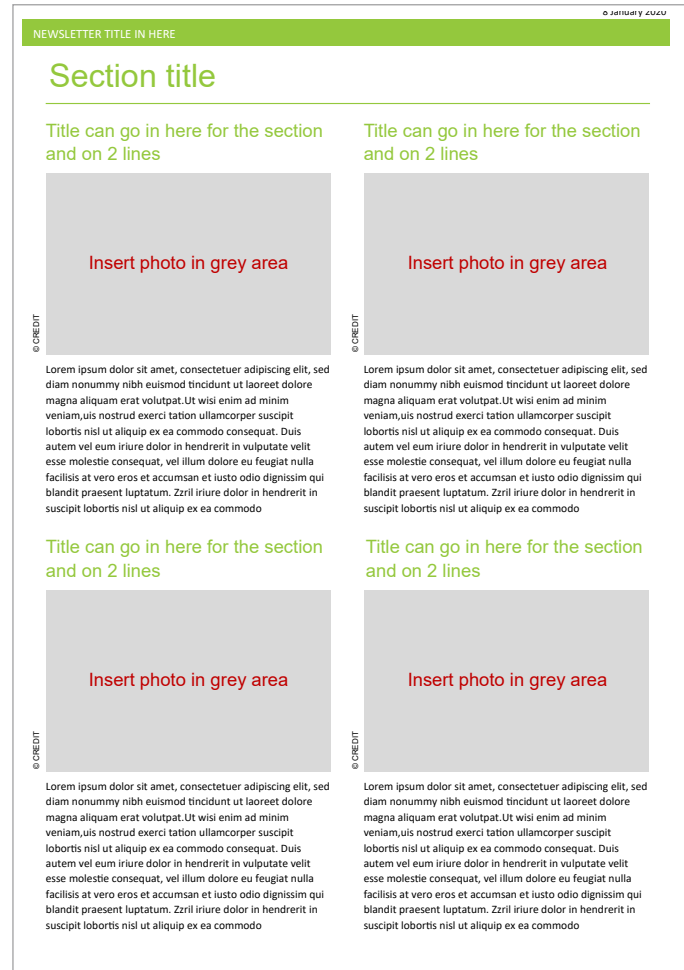 8 January 2020
NEWSLETTER TITLE IN HERE
Section title
Title can go in here for the section
and on 2 lines
Insert photo in grey area
© CREDIT
Lorem ipsum dolor sit amet, consectetuer adipiscing elit, sed
diam nonummy nibh euismod tincidunt ut laoreet dolore
magna aliquam erat volutpat.Ut wisi enim ad minim
veniam,uis nostrud exerci tation ullamcorper suscipit
lobortis nisl ut aliquip ex ea commodo consequat. Duis
autem vel eum iriure dolor in hendrerit in vulputate velit
esse molestie consequat, vel illum dolore eu feugiat nulla
facilisis at vero eros et accumsan et iusto odio dignissim qui
blandit praesent luptatum. Zzril iriure dolor in hendrerit in
suscipit lobortis nisl ut aliquip ex ea commodo
Title can go in here for the section
and on 2 lines
Insert photo in grey area
© CREDIT
Lorem ipsum dolor sit amet, consectetuer adipiscing elit, sed
diam nonummy nibh euismod tincidunt ut laoreet dolore
magna aliquam erat volutpat.Ut wisi enim ad minim
veniam,uis nostrud exerci tation ullamcorper suscipit
lobortis nisl ut aliquip ex ea commodo consequat. Duis
autem vel eum iriure dolor in hendrerit in vulputate velit
esse molestie consequat, vel illum dolore eu feugiat nulla
facilisis at vero eros et accumsan et iusto odio dignissim qui
blandit praesent luptatum. Zzril iriure dolor in hendrerit in
suscipit lobortis nisl ut aliquip ex ea commodo
Title can go in here for the section
and on 2 lines
Insert photo in grey area
© CREDIT
Lorem ipsum dolor sit amet, consectetuer adipiscing elit, sed
diam nonummy nibh euismod tincidunt ut laoreet dolore
magna aliquam erat volutpat.Ut wisi enim ad minim
veniam,uis nostrud exerci tation ullamcorper suscipit
lobortis nisl ut aliquip ex ea commodo consequat. Duis
autem vel eum iriure dolor in hendrerit in vulputate velit
esse molestie consequat, vel illum dolore eu feugiat nulla
facilisis at vero eros et accumsan et iusto odio dignissim qui
blandit praesent luptatum. Zzril iriure dolor in hendrerit in
suscipit lobortis nisl ut aliquip ex ea commodo
Title can go in here for the section
and on 2 lines
Insert photo in grey area
© CREDIT
Lorem ipsum dolor sit amet, consectetuer adipiscing elit, sed
diam nonummy nibh euismod tincidunt ut laoreet dolore
magna aliquam erat volutpat.Ut wisi enim ad minim
veniam,uis nostrud exerci tation ullamcorper suscipit
lobortis nisl ut aliquip ex ea commodo consequat. Duis
autem vel eum iriure dolor in hendrerit in vulputate velit
esse molestie consequat, vel illum dolore eu feugiat nulla
facilisis at vero eros et accumsan et iusto odio dignissim qui
blandit praesent luptatum. Zzril iriure dolor in hendrerit in
suscipit lobortis nisl ut aliquip ex ea commodo